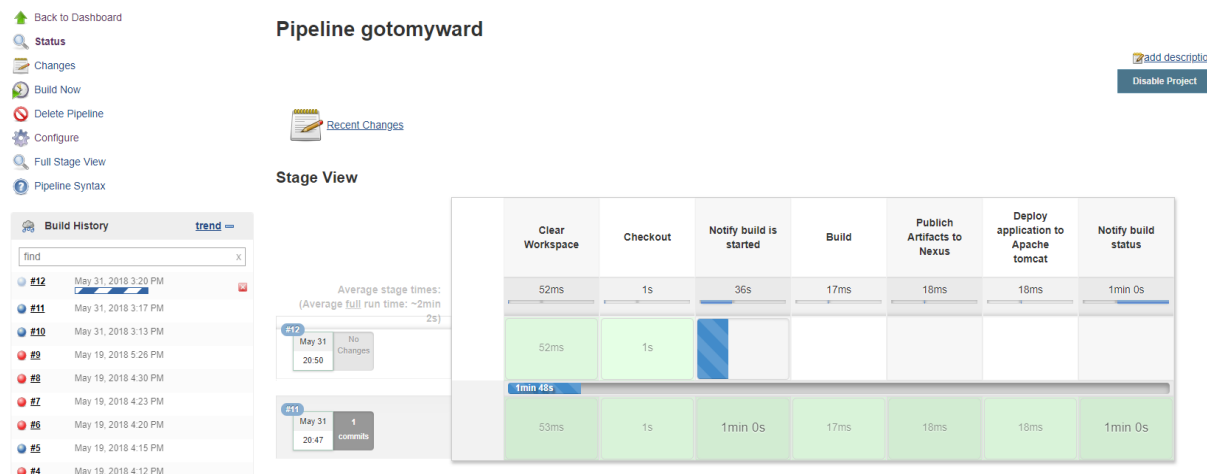 Back to Dashboard
Status
Changes
Build Now
Delete Pipeline
Configure
Full Stage View
Pipeline Syntax
Build History
trend
find
x
#12
May 31, 2018 3:20 PM
#11
May 31, 2018 3:17 PM
#10
May 31, 2018 3:13 PM
#9
May 19, 2018 5:26 PM
#8
May 19, 2018 4:30 PM
#7
May 19, 2018 4:23 PM
#6
May 19, 2018 4:20 PM
#5
May 19, 2018 4:15 PM
#4
May 19, 2018 4:12 PM
Pipeline gotomyward
add descriptio
Disable Project
Recent Changes
Stage View
Clear
Workspace
Checkout
Notify build is
started
Build
Publish
Artifacts to
Nexus
Deploy
application to
Apache
tomcat
Notify build
status
Average stage times:
(Average full run time: ~2min
2s)
52ms
1s
36s
17ms
18ms
18ms
1min 0s
#12
May 31
20:50
No
Changes
52ms
1s
1min 48s
#11
May 31
20:47
1
commits
53ms
1s
1min 0s
17ms
18ms
18ms
1min 0s